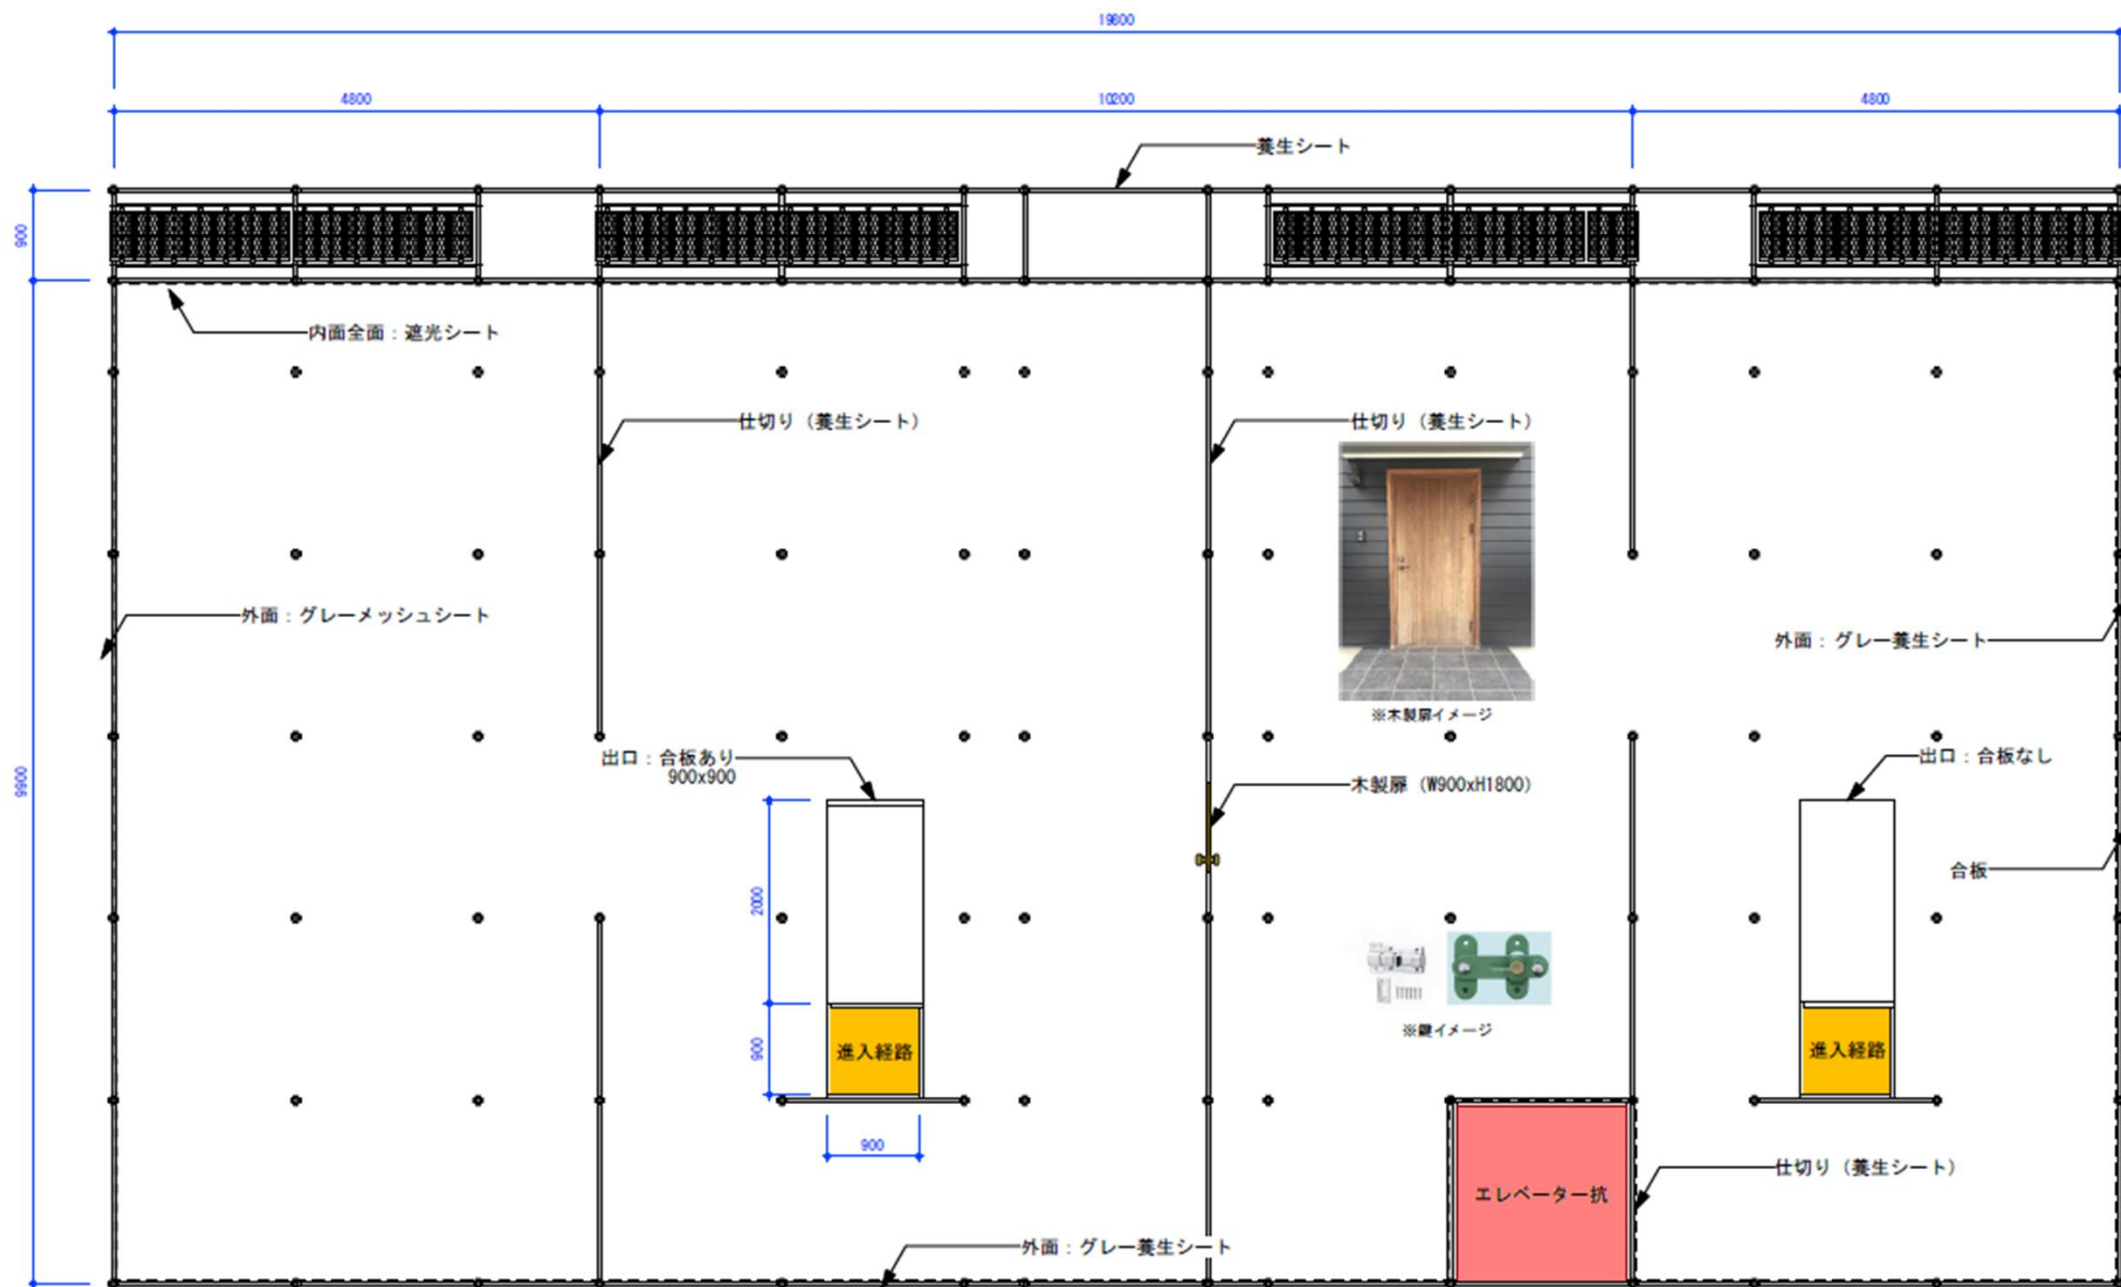 19800
4800
10200
4800
養生シート
900
内面全面：遮光シート
仕切り（養生シート）
仕切り（養生シート）
外面：グレーメッシュシート
外面：グレー養生シート
※木製扉イメージ
出口：合板あり
900x900
出口：合板なし
9900
木製扉（W900xH1800）
合板
2000
※鍵イメージ
900
進入経路
進入経路
900
仕切り（養生シート）
エレベーター抗
外面：グレー養生シート